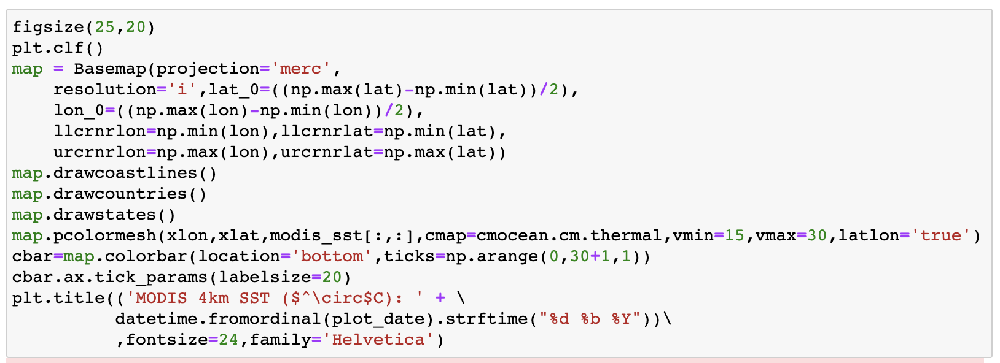 figsize(25,20)
plt.clf()
map = Basemap(projection='merc',
    resolution='i',lat_0=((np.max(lat)-np.min(lat))/2),
    lon_0=((np.max(lon)-np.min(lon))/2),
    llcrnrlon=np.min(lon),llcrnrlat=np.min(lat),
    urcrnrlon=np.max(lon),urcrnrlat=np.max(lat))
map.drawcoastlines()
map.drawcountries()
map.drawstates()
map.pcolormesh(xlon,xlat,modis_sst[:,:],cmap=cmocean.cm.thermal,vmin=15,vmax=30,latlon='true')
cbar=map.colorbar(location='bottom',ticks=np.arange(0,30+1,1))
cbar.ax.tick_params(labelsize=20)
plt.title(('MODIS 4km SST ($^\circ$C): ' + \
          datetime.fromordinal(plot_date).strftime("%d %b %Y"))\
          ,fontsize=24,family='Helvetica')